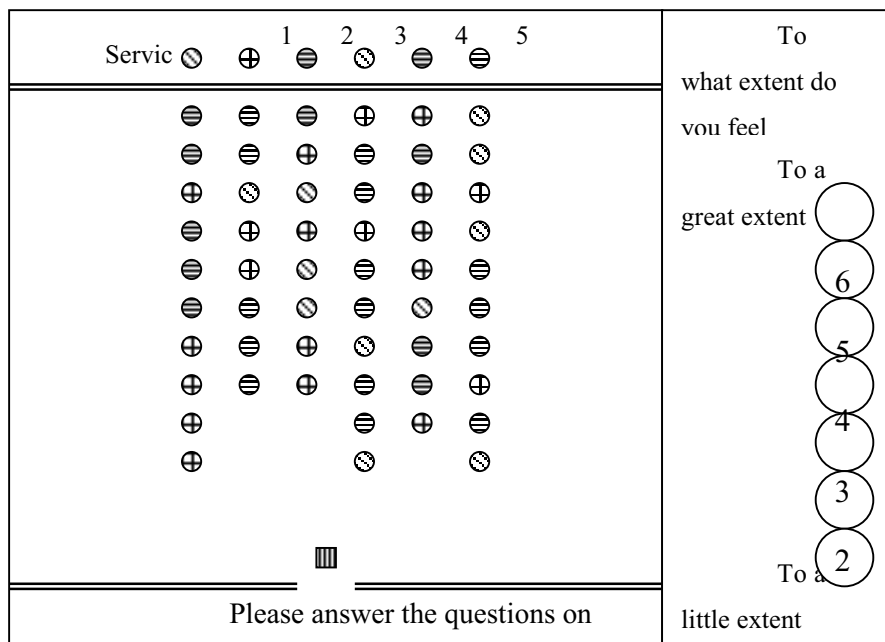 Servic 1 2 3 4 5
To
what extent do
you feel
To a
great extent
6
5
4
3
2
To a
little extent
Please answer the questions on